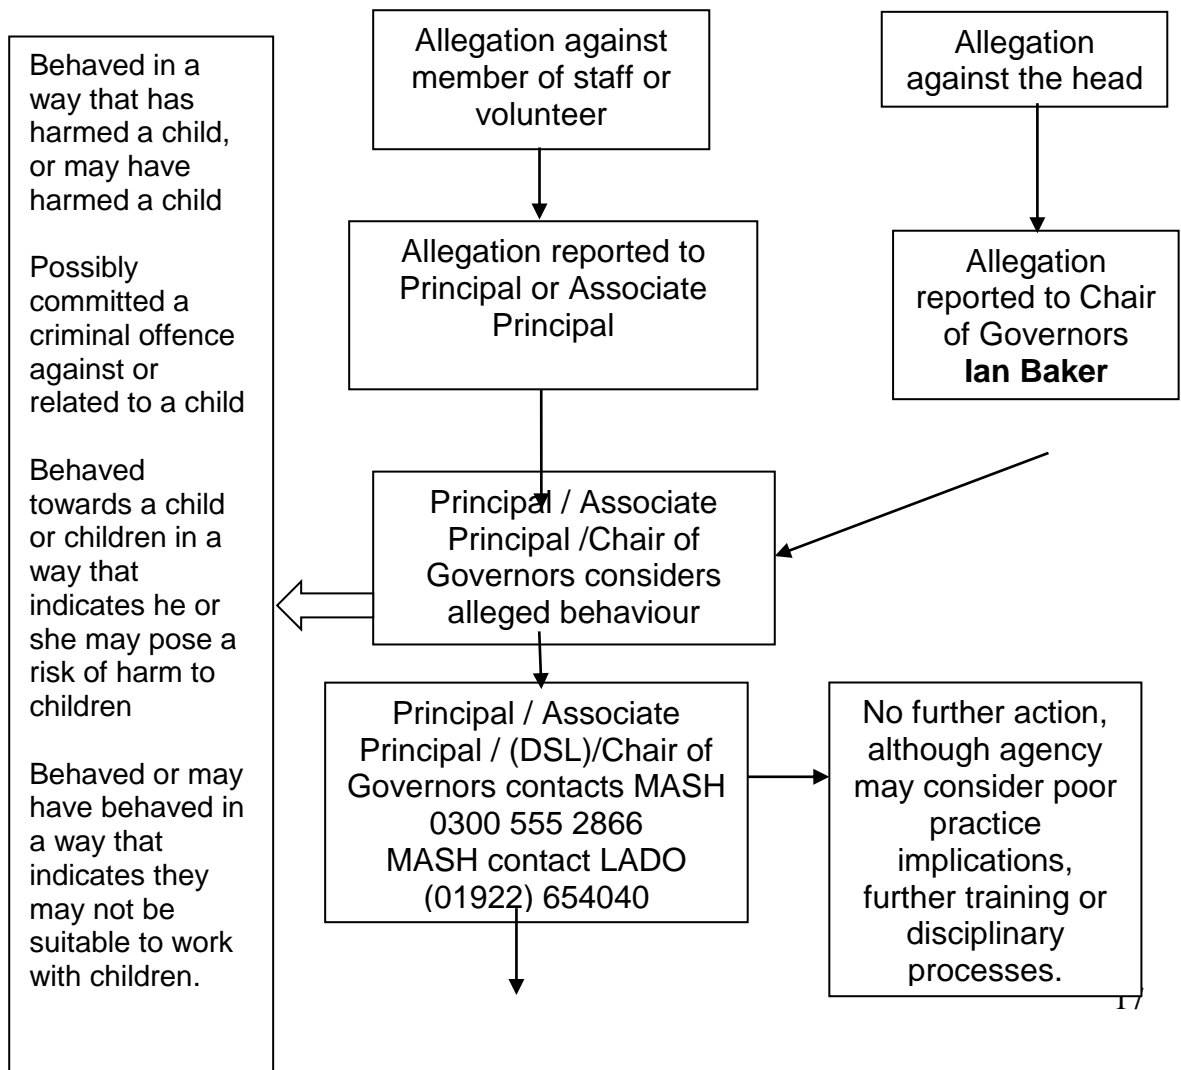 Behaved in a
way that has
harmed a child,
or may have
harmed a child
Possibly
committed a
criminal offence
against or
related to a child
Behaved
towards a child
or children in a
way that
indicates he or
she may pose a
risk of harm to
children
Behaved or may
have behaved in
a way that
indicates they
may not be
suitable to work
with children.
Allegation against
member of staff or
volunteer
Allegation
against the head
Allegation reported to
Principal or Associate
Principal
Allegation
reported to Chair
of Governors
Ian Baker
Principal / Associate
Principal /Chair of
Governors considers
alleged behaviour
Principal / Associate
Principal / (DSL)/Chair of
Governors contacts MASH
0300 555 2866
MASH contact LADO
(01922) 654040
No further action,
although agency
may consider poor
practice
implications,
further training or
disciplinary
processes.
17